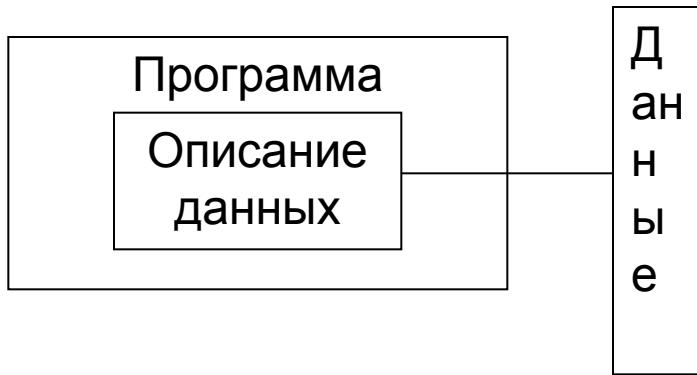 Программа
Описание
данных
Д
ан
н
ы
е